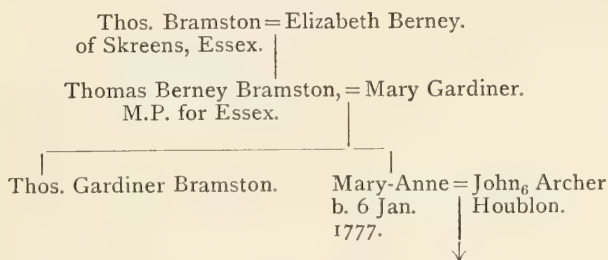 Thos. Bramston = Elizabeth Berney.
of Skreens, Essex.
Thomas Berney Bramston, = Mary Gardiner.
M.P. for Essex.
Thos. Gardiner Bramston.
Mary-Anne = John₆ Archer
b. 6 Jan. Houblon.
1777.